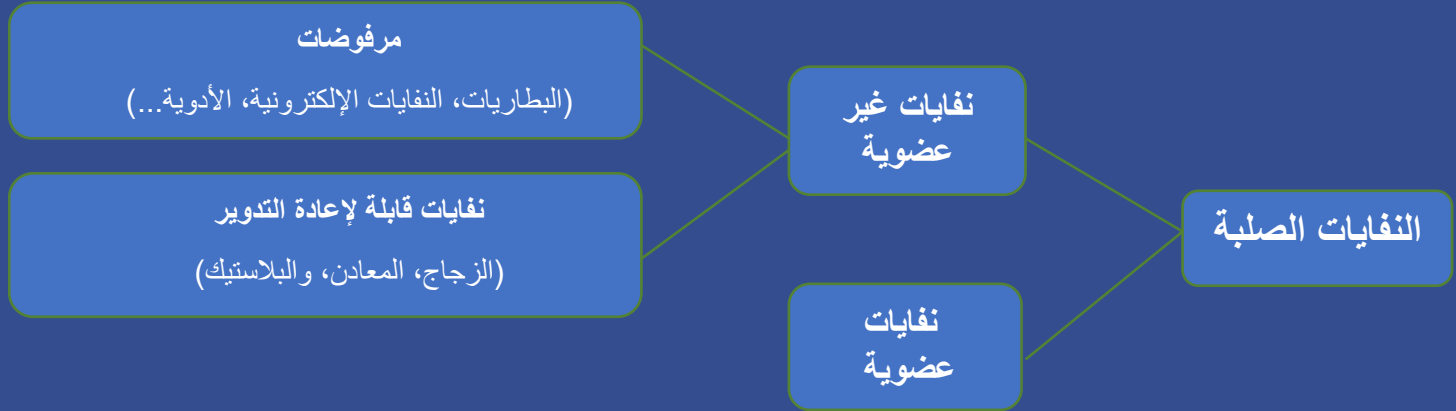 النفايات الصلبة
نفايات غير
عضوية
مرفوضات
(البطاريات، النفايات الإلكترونية، الأدوية...)
نفايات قابلة لإعادة التدوير
(الزجاج، المعادن، والبلاستيك)
نفايات
عضوية